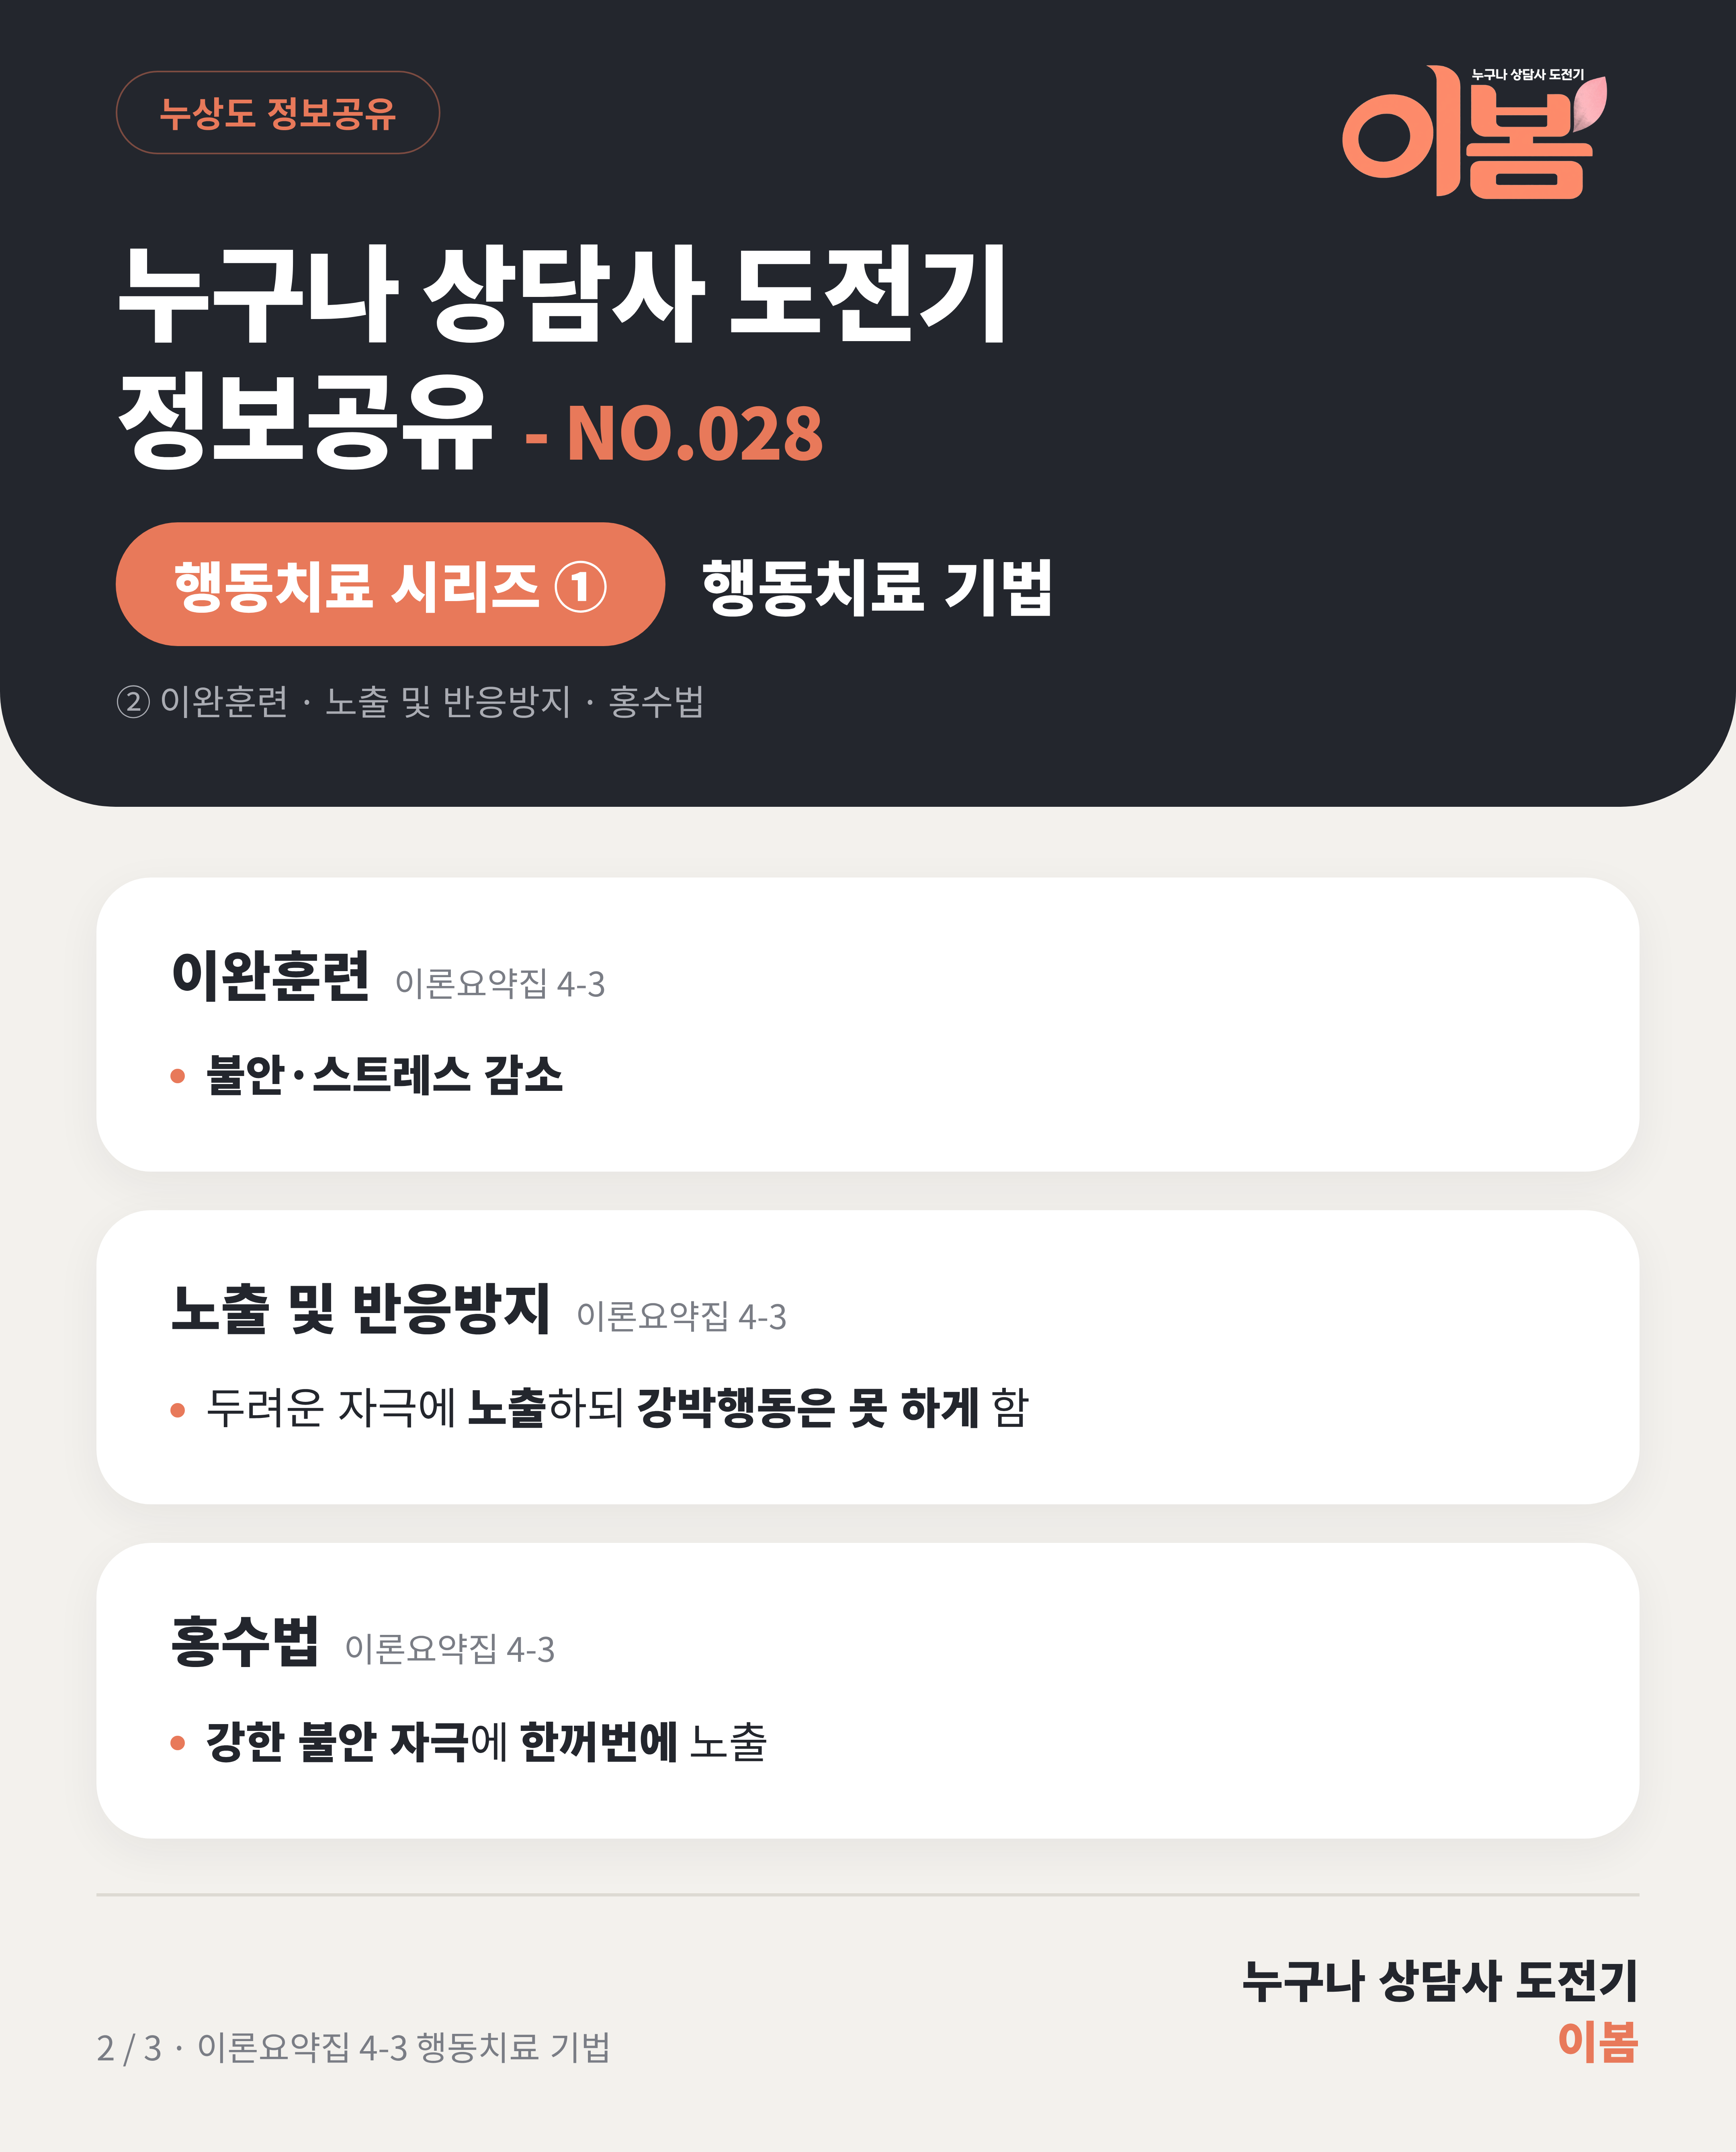 누상도 정보공유
누구나 상담사 도전기
이봄
누구나 상담사 도전기
정보공유 - NO.028
행동치료 시리즈 ① 행동치료 기법
② 이완훈련 · 노출 및 반응방지 · 홍수법
이완훈련 이론요약집 4-3
• 불안·스트레스 감소
노출 및 반응방지 이론요약집 4-3
• 두려운 자극에 노출하되 강박행동은 못 하게 함
홍수법 이론요약집 4-3
• 강한 불안 자극에 한꺼번에 노출
누구나 상담사 도전기
2 / 3 · 이론요약집 4-3 행동치료 기법
이봄